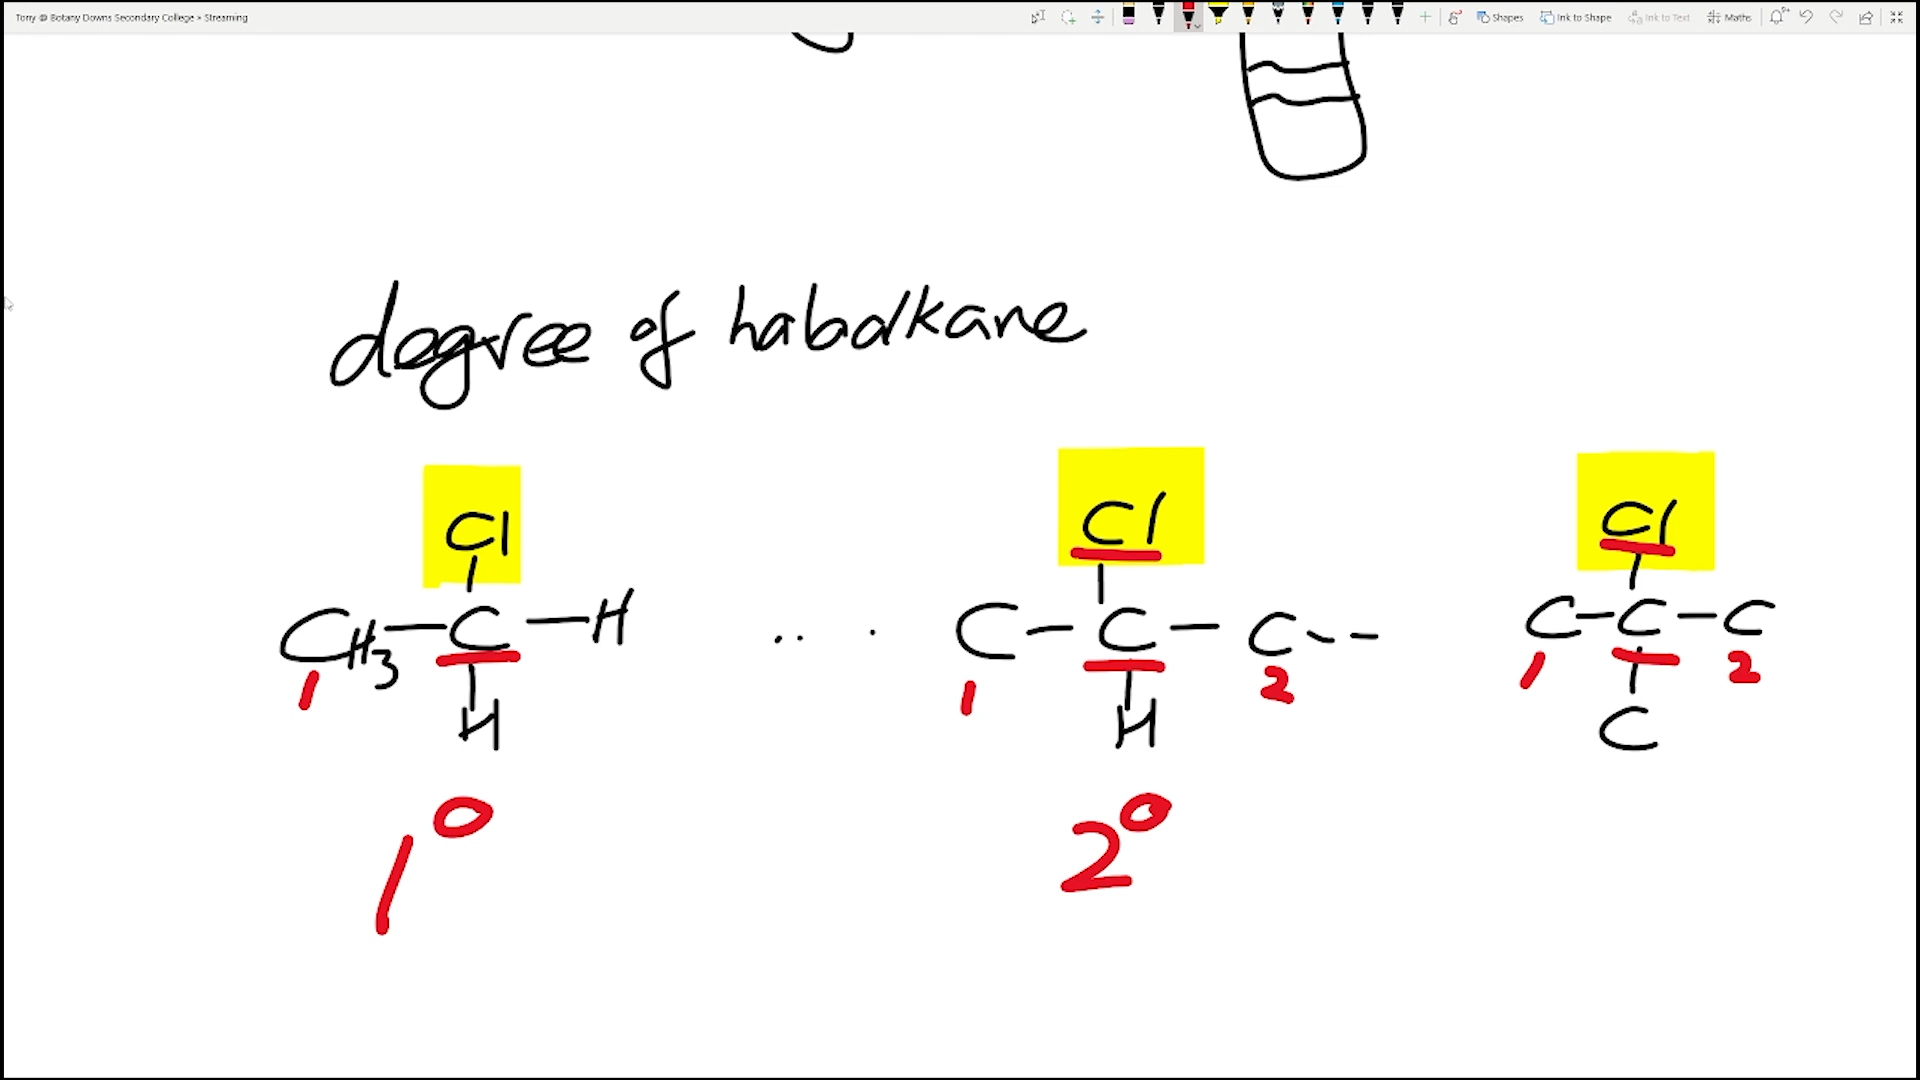 Tony @ Botany Downs Secondary College » Streaming
Shapes Ink to Shape Ink to Text Maths
degree of haloalkane
Cl Cl Cl
CH3 — C — H .. . C - C - C - - C - C - C
1 1 2 1 2
H H C
1° 2°